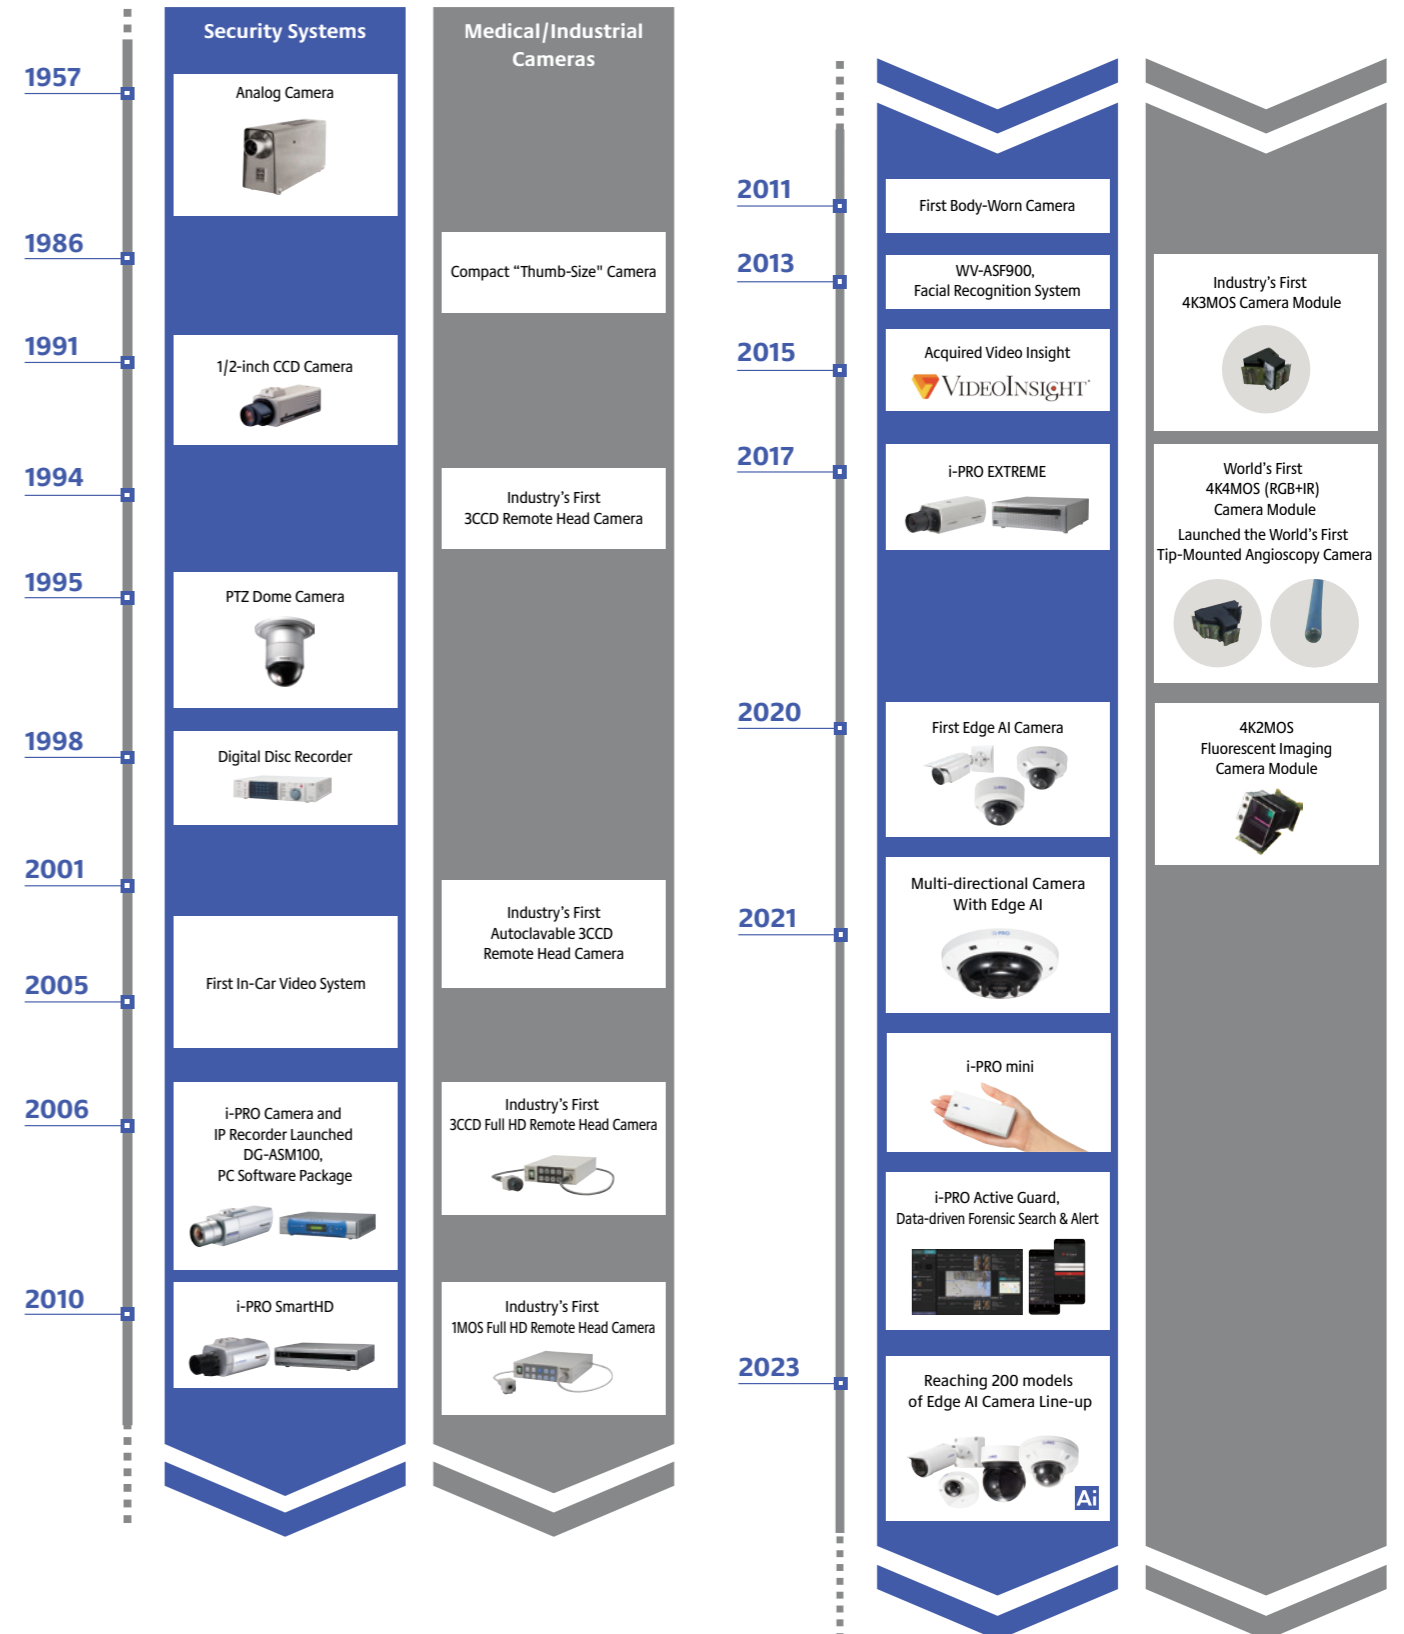 Security Systems
Medical/Industrial
Cameras
1957
Analog Camera
1986
Compact “Thumb-Size" Camera
1991
1/2-inch CCD Camera
1994
Industry’s First
3CCD Remote Head Camera
1995
PTZ Dome Camera
1998
Digital Disc Recorder
2001
Industry’s First
Autoclavable 3CCD
Remote Head Camera
2005
First In-Car Video System
2006
i-PRO Camera and
IP Recorder Launched
DG-ASM100,
PC Software Package
Industry’s First
3CCD Full HD Remote Head Camera
2010
i-PRO SmartHD
Industry’s First
1MOS Full HD Remote Head Camera
2011
First Body-Worn Camera
2013
WV-ASF900,
Facial Recognition System
Industry’s First
4K3MOS Camera Module
2015
Acquired Video Insight
VIDEOINSIGHT
2017
i-PRO EXTREME
World’s First
4K4MOS (RGB+IR)
Camera Module
Launched the World’s First
Tip-Mounted Angioscopy Camera
2020
First Edge AI Camera
4K2MOS
Fluorescent Imaging
Camera Module
2021
Multi-directional Camera
With Edge AI
i-PRO
i-PRO mini
i-PRO Active Guard,
Data-driven Forensic Search & Alert
2023
Reaching 200 models
of Edge AI Camera Line-up
Ai